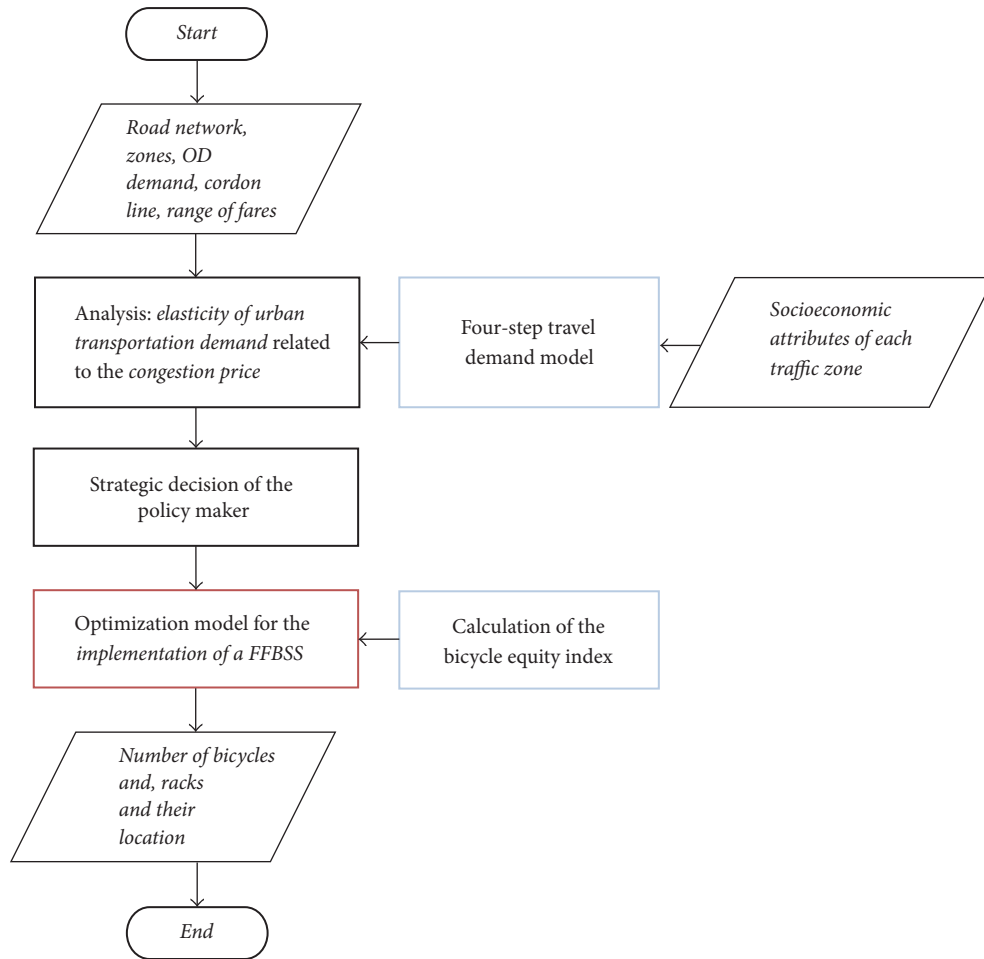 Start
Road network,
zones, OD
demand, cordon
line, range of fares
Analysis: elasticity of urban
transportation demand related
to the congestion price
Four-step travel
demand model
Socioeconomic
attributes of each
traffic zone
Strategic decision of the
policy maker
Optimization model for the
implementation of a FFBSS
Calculation of the
bicycle equity index
Number of bicycles
and, racks
and their
location
End